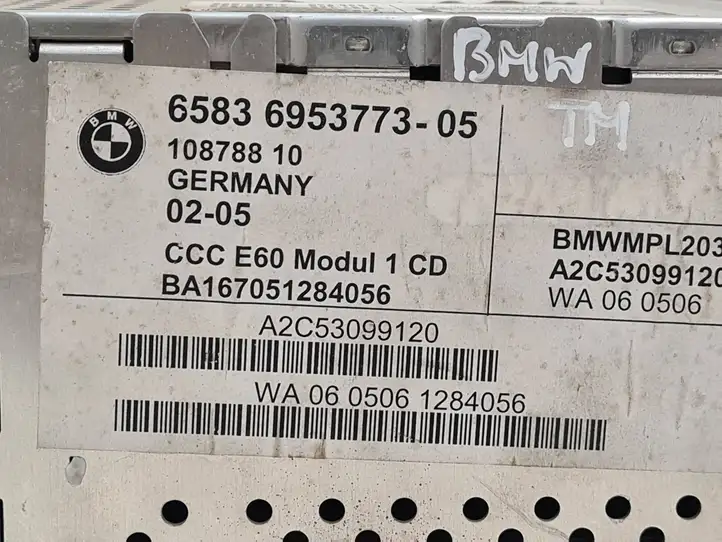 BMW
TM
BMW
6583 6953773-05
108788 10
GERMANY
02-05
CCC E60 Modul 1 CD
BA167051284056
BMWMPL203
A2C53099120
WA 06 0506
A2C53099120
WA 06 0506 1284056